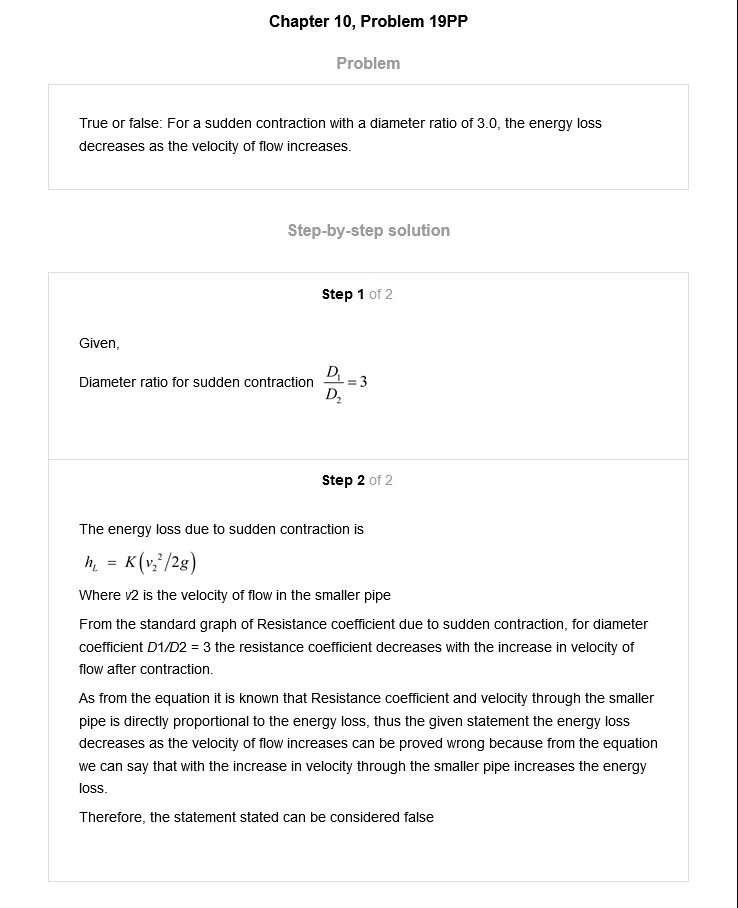 Chapter 10, Problem 19PP
Problem
True or false: For a sudden contraction with a diameter ratio of 3.0, the energy loss
decreases as the velocity of flow increases.
Step-by-step solution
Step 1 of 2
Given,
Diameter ratio for sudden contraction D₁/D₂ = 3
Step 2 of 2
The energy loss due to sudden contraction is
h_L = K(v₂²/2g)
Where v2 is the velocity of flow in the smaller pipe
From the standard graph of Resistance coefficient due to sudden contraction, for diameter
coefficient D1/D2 = 3 the resistance coefficient decreases with the increase in velocity of
flow after contraction.
As from the equation it is known that Resistance coefficient and velocity through the smaller
pipe is directly proportional to the energy loss, thus the given statement the energy loss
decreases as the velocity of flow increases can be proved wrong because from the equation
we can say that with the increase in velocity through the smaller pipe increases the energy
loss.
Therefore, the statement stated can be considered false